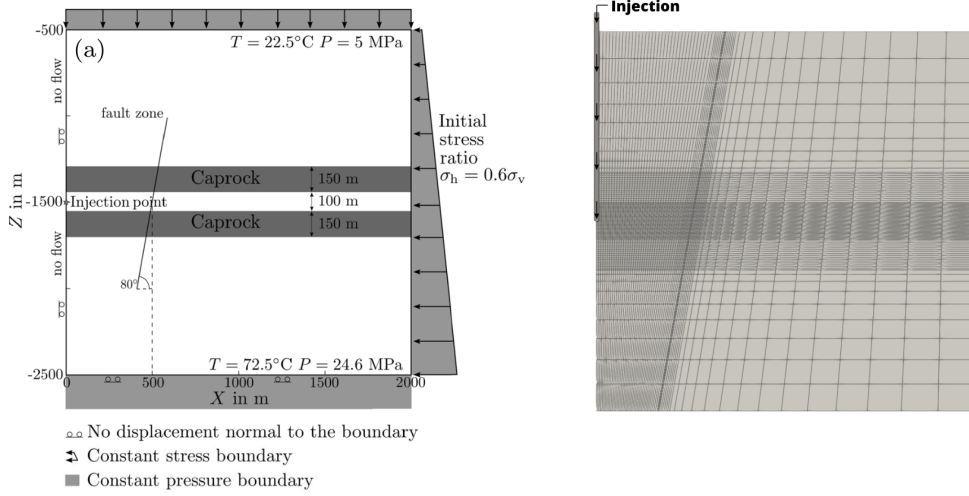 Injection
-500
(a)
T = 22.5°C P = 5 MPa
no flow
fault zone
Initial
stress
ratio
σh = 0.6σv
Caprock
150 m
Z in m
-1500
Injection point
100 m
Caprock
150 m
no flow
80°
T = 72.5°C P = 24.6 MPa
-2500
0
500
1000
1500
2000
X in m
No displacement normal to the boundary
Constant stress boundary
Constant pressure boundary